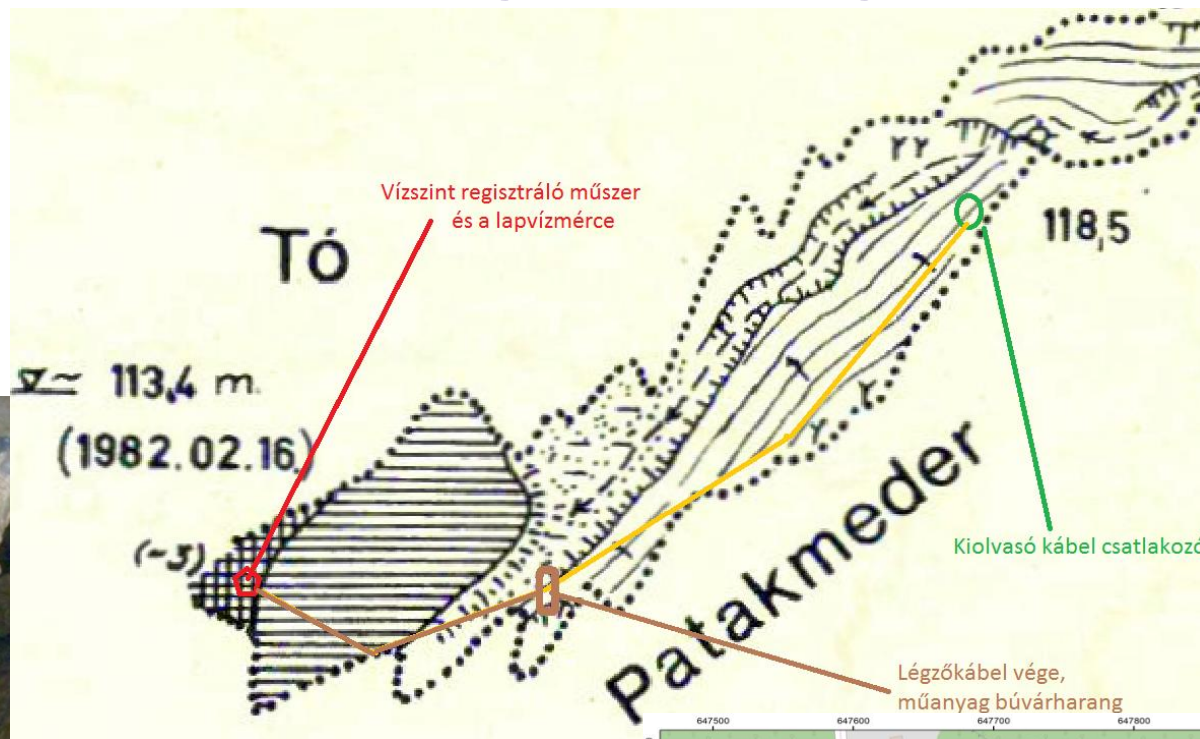 Vízszint regisztráló műszer
és a lapvízmérce
Tó
118,5
113,4 m.
(1982.02.16.)
(~3)
Kiolvasó kábel csatlakozó
Patakmeder
Légzőkábel vége,
műanyag búvárharang
647500 647600 647700 647800